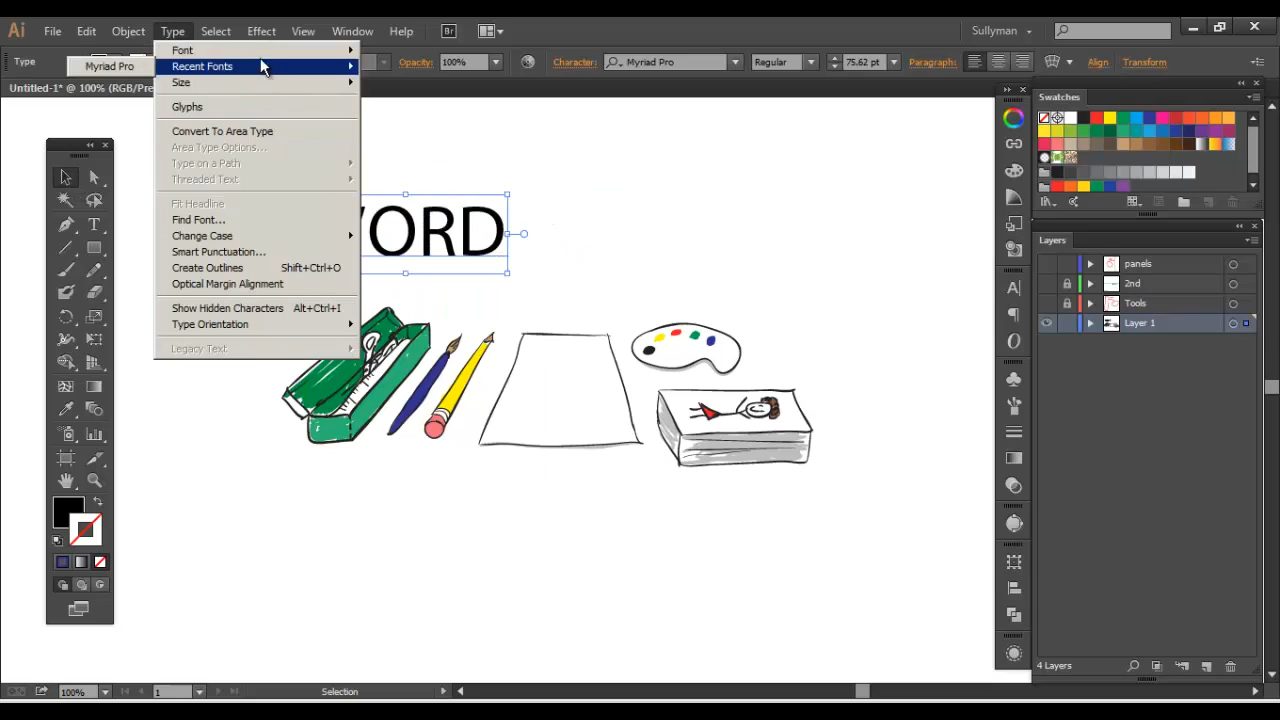 Ai File Edit Object Type Select Effect View Window Help Br Sullyman
Type Opacity: 100% Character: Myriad Pro Regular 75.62 pt Paragraph: Align Transform
Untitled-1* @ 100% (RGB/Pre
Font
Myriad Pro
Recent Fonts
Size
Glyphs
Convert To Area Type
Area Type Options...
Type on a Path
Threaded Text
Fit Headline
Find Font...
Change Case
Smart Punctuation...
Create Outlines Shift+Ctrl+O
Optical Margin Alignment
Show Hidden Characters Alt+Ctrl+I
Type Orientation
Legacy Text
ORD
Swatches
Layers
panels
2nd
Tools
Layer 1
4 Layers
100% 1 Selection